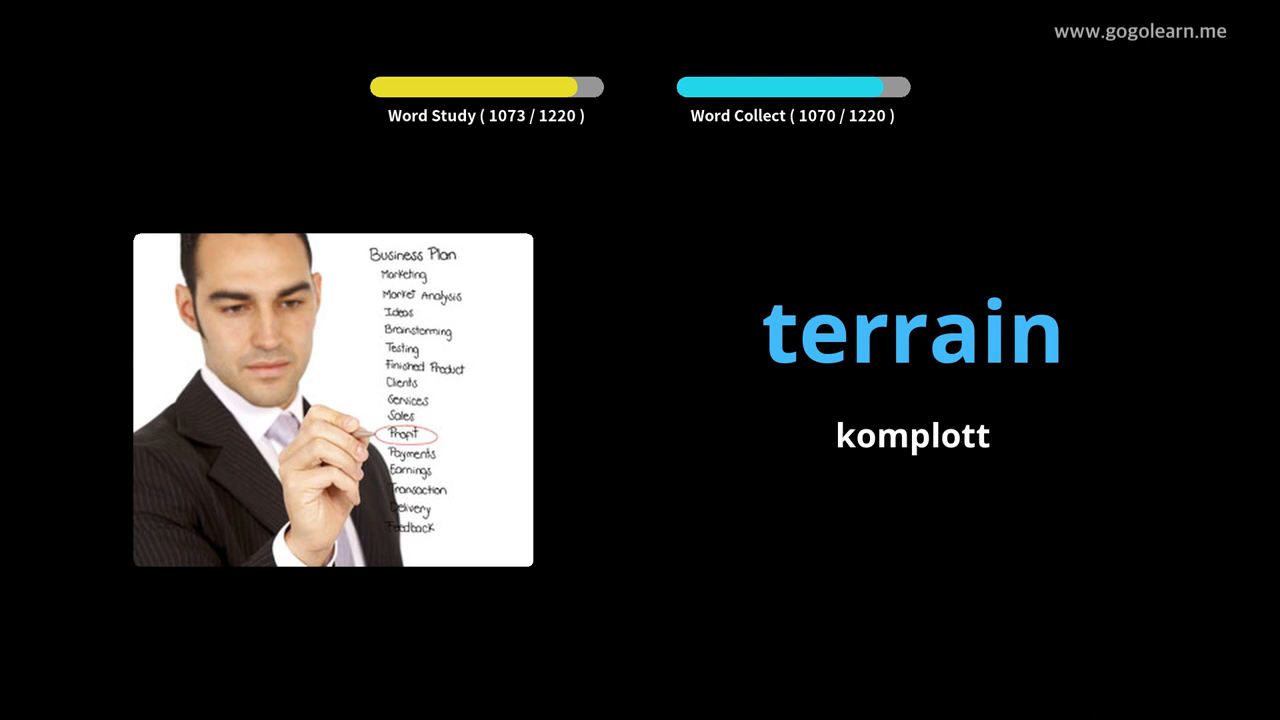 www.gogolearn.me
Word Study ( 1073 / 1220 )
Word Collect ( 1070 / 1220 )
Business Plan
Marketing
Market Analysis
Ideas
Brainstorming
Testing
Finished Product
Clients
Services
Sales
Profit
Payments
Earnings
Transaction
Delivery
Feedback
terrain
komplott